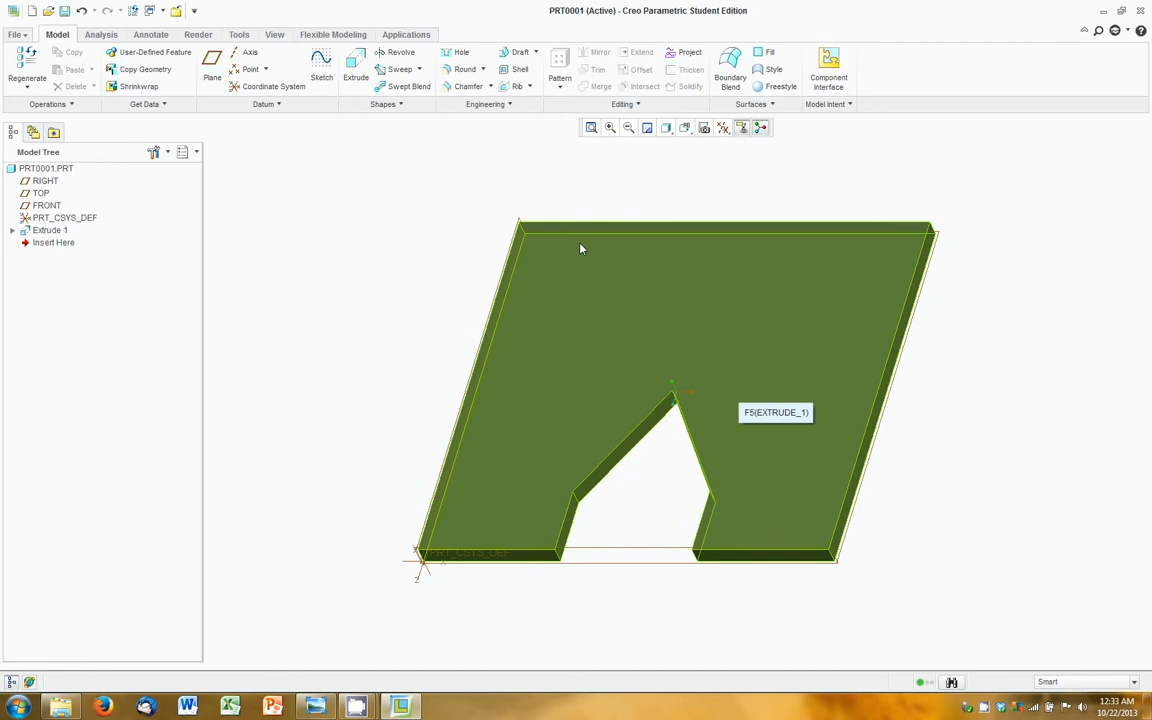 PRT0001 (Active) - Creo Parametric Student Edition
File Model Analysis Annotate Render Tools View Flexible Modeling Applications
Regenerate
Copy
Paste
Delete
Operations
User-Defined Feature
Copy Geometry
Shrinkwrap
Get Data
Plane
Axis
Point
Coordinate System
Sketch
Datum
Extrude
Revolve
Sweep
Swept Blend
Shapes
Hole
Round
Chamfer
Draft
Shell
Rib
Engineering
Pattern
Mirror
Trim
Merge
Extend
Offset
Intersect
Project
Thicken
Solidify
Editing
Boundary
Blend
Fill
Style
Freestyle
Surfaces
Component
Interface
Model Intent
Model Tree
PRT0001.PRT
RIGHT
TOP
FRONT
PRT_CSYS_DEF
Extrude 1
Insert Here
F5(EXTRUDE_1)
PRT_CSYS_DEF
Y
X
Z
Smart
12:33 AM
10/22/2013